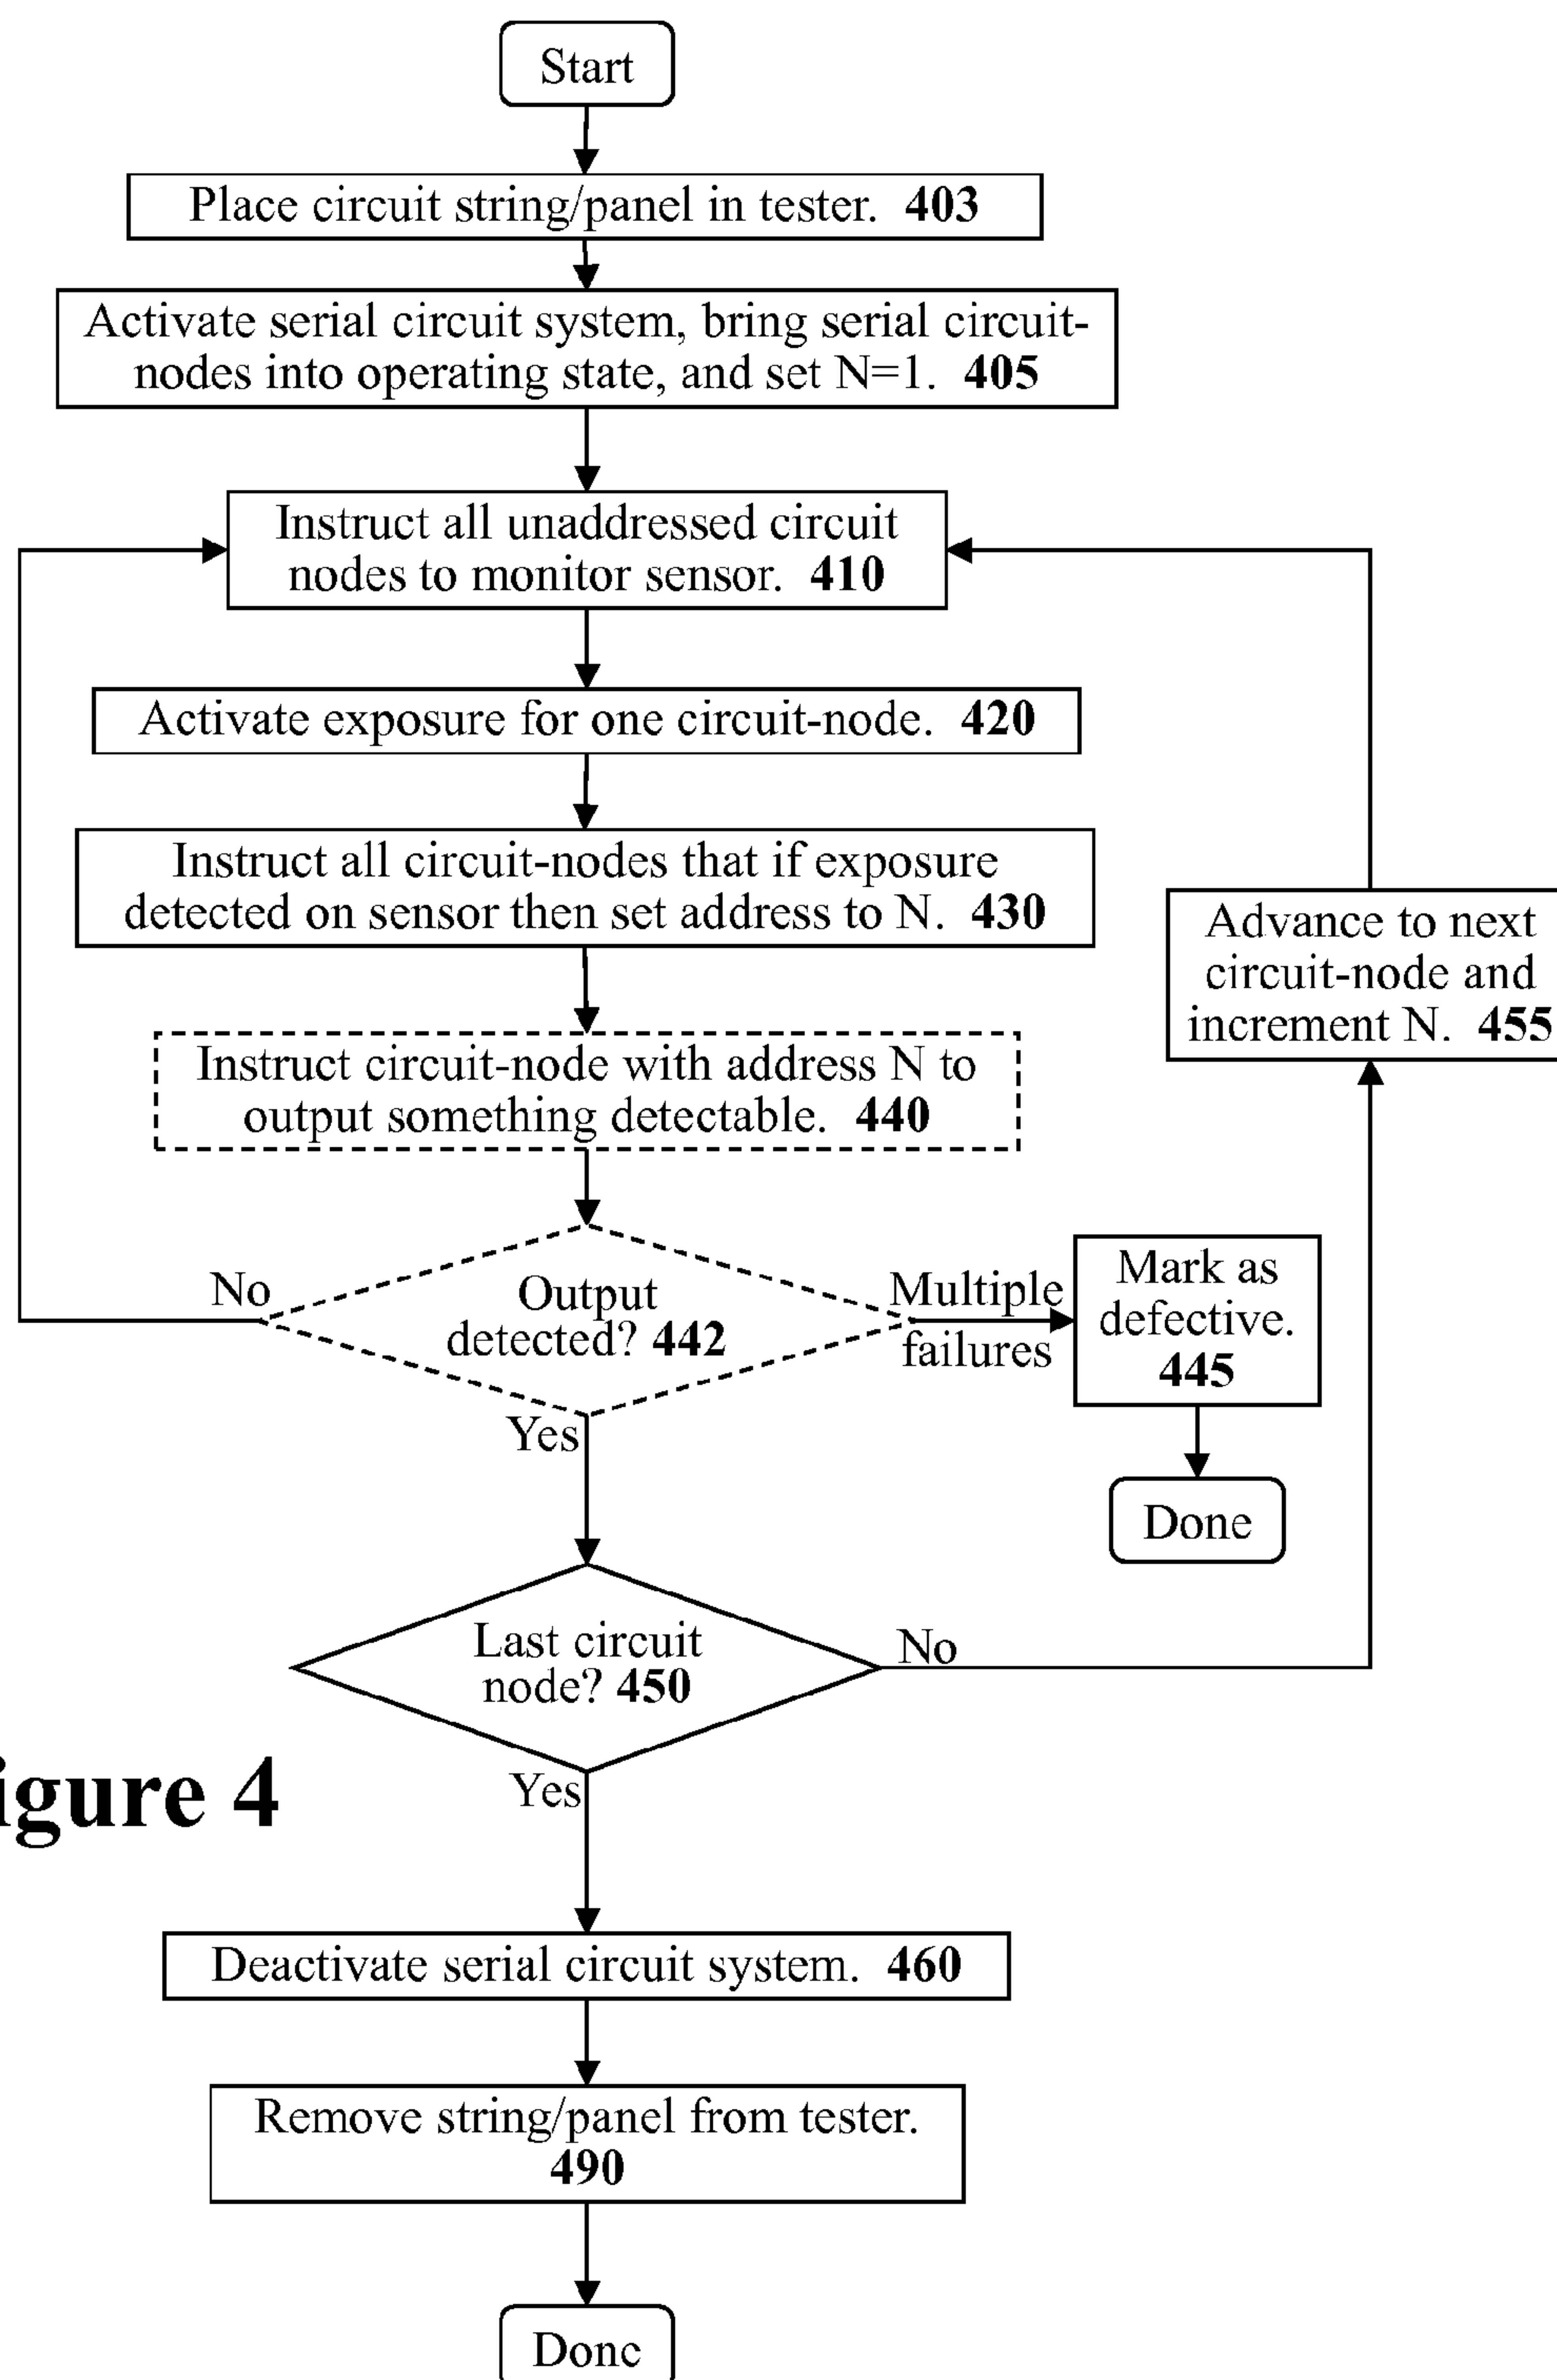 Start
Place circuit string/panel in tester. 403
Activate serial circuit system, bring serial circuit-
nodes into operating state, and set N=1. 405
Instruct all unaddressed circuit
nodes to monitor sensor. 410
Activate exposure for one circuit-node. 420
Instruct all circuit-nodes that if exposure
detected on sensor then set address to N. 430
Advance to next
circuit-node and
increment N. 455
Instruct circuit-node with address N to
output something detectable. 440
No
Output
detected? 442
Multiple
failures
Mark as
defective.
445
Yes
Done
Last circuit
node? 450
No
Yes
igure 4
Deactivate serial circuit system. 460
Remove string/panel from tester.
490
Done